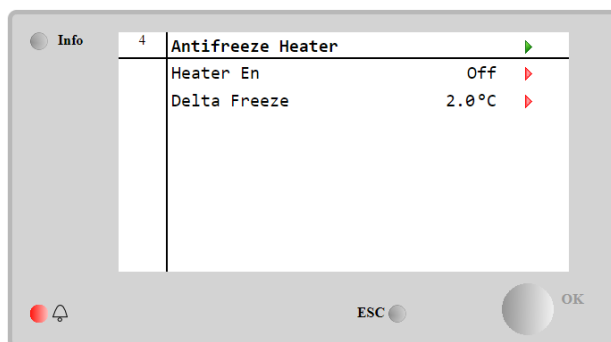 Info
4 Antifreeze Heater
Heater En Off
Delta Freeze 2.0°C
ESC
OK